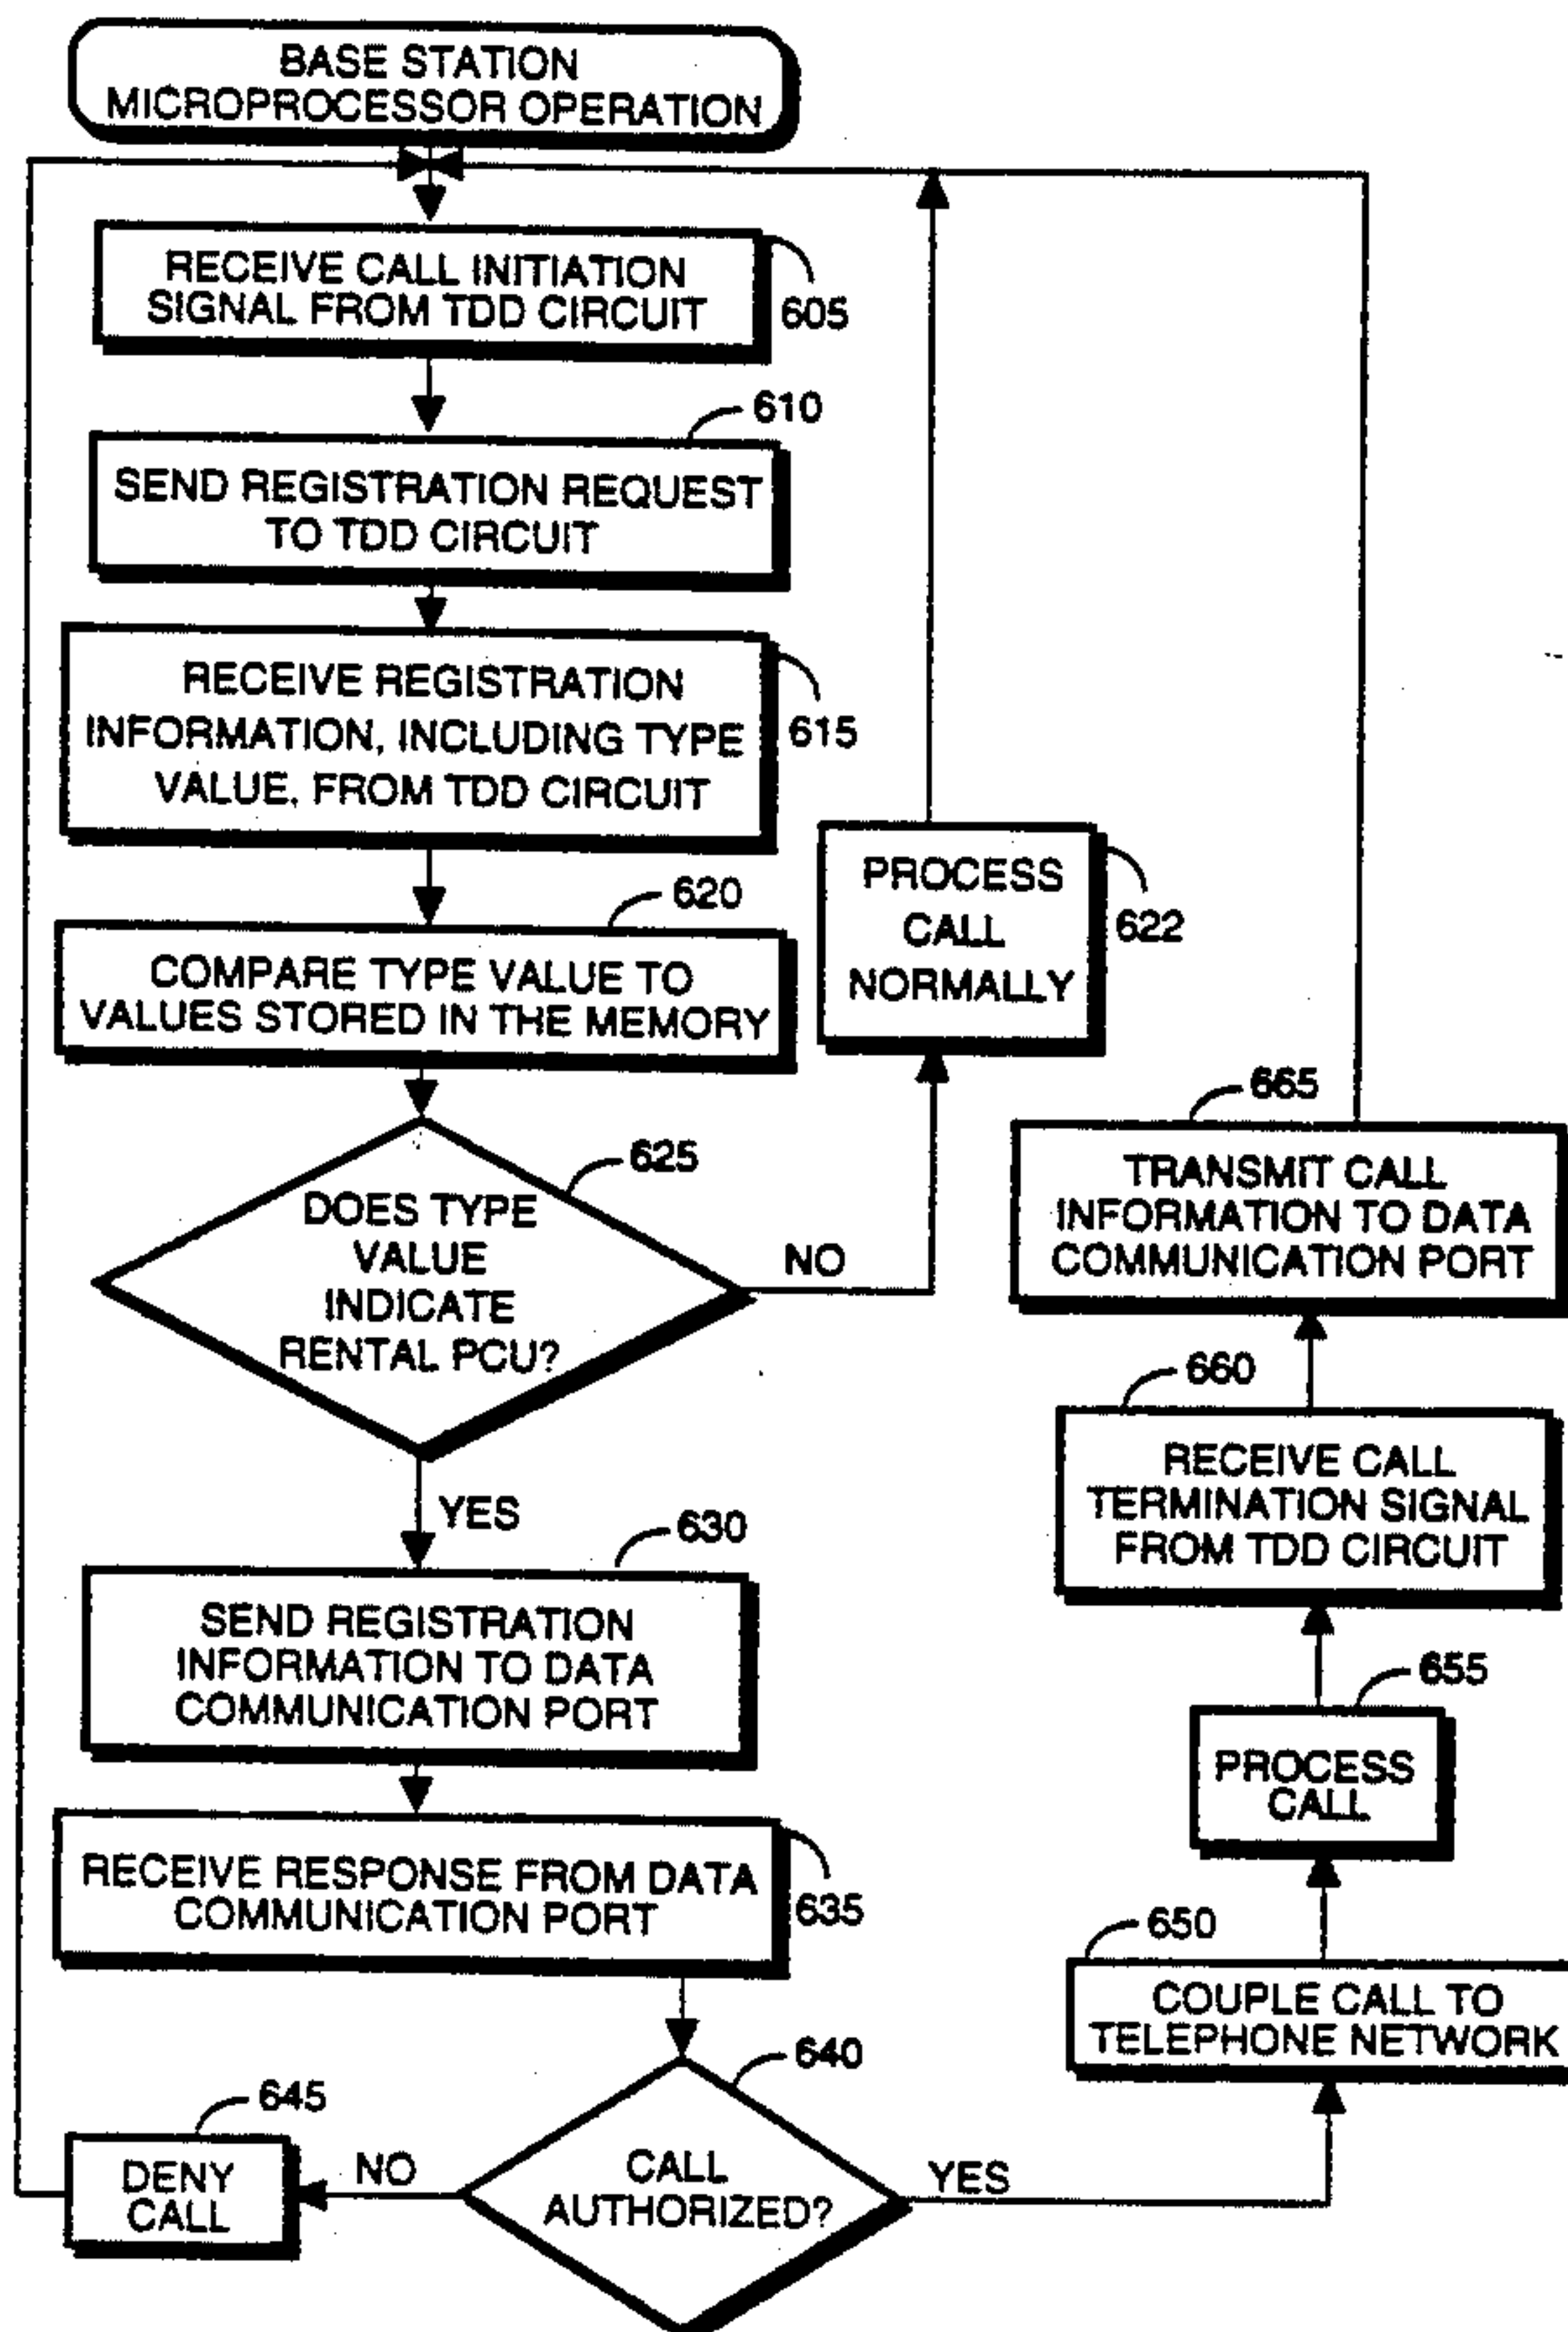 BASE STATION
MICROPROCESSOR OPERATION
RECEIVE CALL INITIATION
SIGNAL FROM TDD CIRCUIT
605
610
SEND REGISTRATION REQUEST
TO TDD CIRCUIT
RECEIVE REGISTRATION
INFORMATION, INCLUDING TYPE
VALUE, FROM TDD CIRCUIT
615
620
COMPARE TYPE VALUE TO
VALUES STORED IN THE MEMORY
PROCESS
CALL
NORMALLY
622
625
DOES TYPE
VALUE
INDICATE
RENTAL PCU?
NO
YES
630
SEND REGISTRATION
INFORMATION TO DATA
COMMUNICATION PORT
RECEIVE RESPONSE FROM DATA
COMMUNICATION PORT
635
640
CALL
AUTHORIZED?
NO
645
DENY
CALL
YES
650
COUPLE CALL TO
TELEPHONE NETWORK
655
PROCESS
CALL
660
RECEIVE CALL
TERMINATION SIGNAL
FROM TDD CIRCUIT
665
TRANSMIT CALL
INFORMATION TO DATA
COMMUNICATION PORT